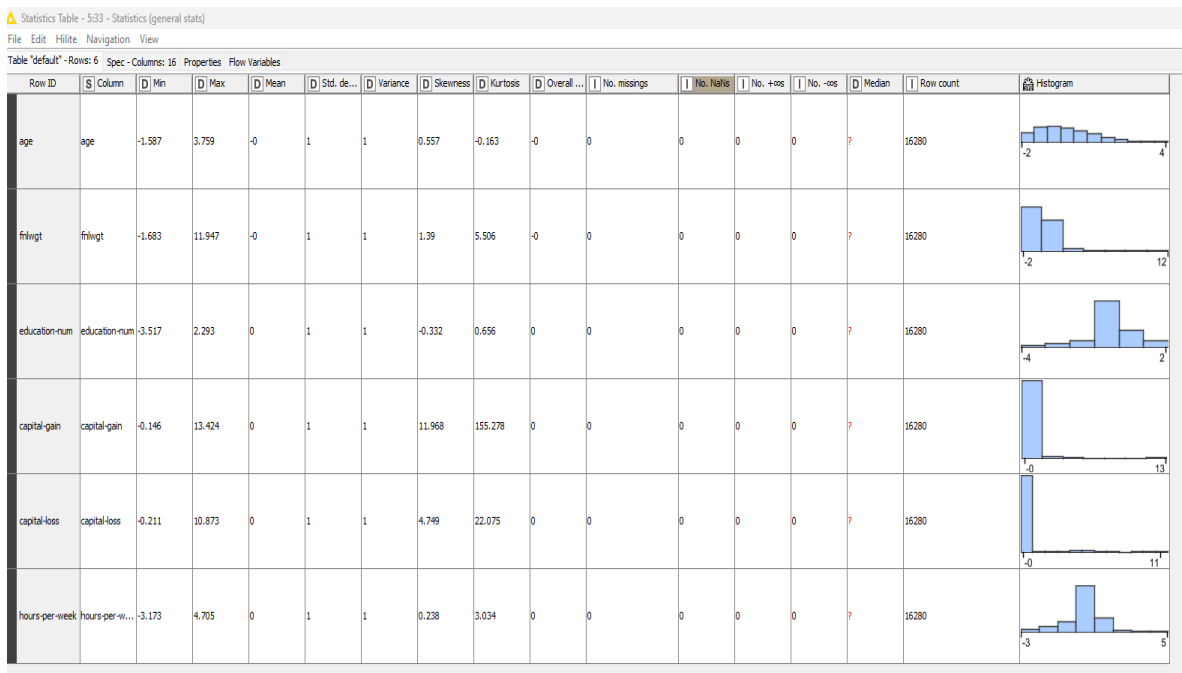 Statistics Table - 5:33 - Statistics (general stats)
File Edit Hilite Navigation View
Table "default" - Rows: 6 Spec - Columns: 16 Properties Flow Variables
Row ID S Column D Min D Max D Mean D Std. de... D Variance D Skewness D Kurtosis D Overall ... I No. missings I No. NaNs I No. +∞s I No. -∞s D Median I Row count Histogram
age age -1.587 3.759 -0 1 1 0.557 -0.163 -0 0 0 0 0 ? 16280
-2 4
fnlwgt fnlwgt -1.683 11.947 -0 1 1 1.39 5.506 -0 0 0 0 0 ? 16280
-2 12
education-num education-num -3.517 2.293 0 1 1 -0.332 0.656 0 0 0 0 0 ? 16280
-4 2
capital-gain capital-gain -0.146 13.424 0 1 1 11.968 155.278 0 0 0 0 0 ? 16280
-0 13
capital-loss capital-loss -0.211 10.873 0 1 1 4.749 22.075 0 0 0 0 0 ? 16280
-0 11
hours-per-week hours-per-w... -3.173 4.705 0 1 1 0.238 3.034 0 0 0 0 0 ? 16280
-3 5